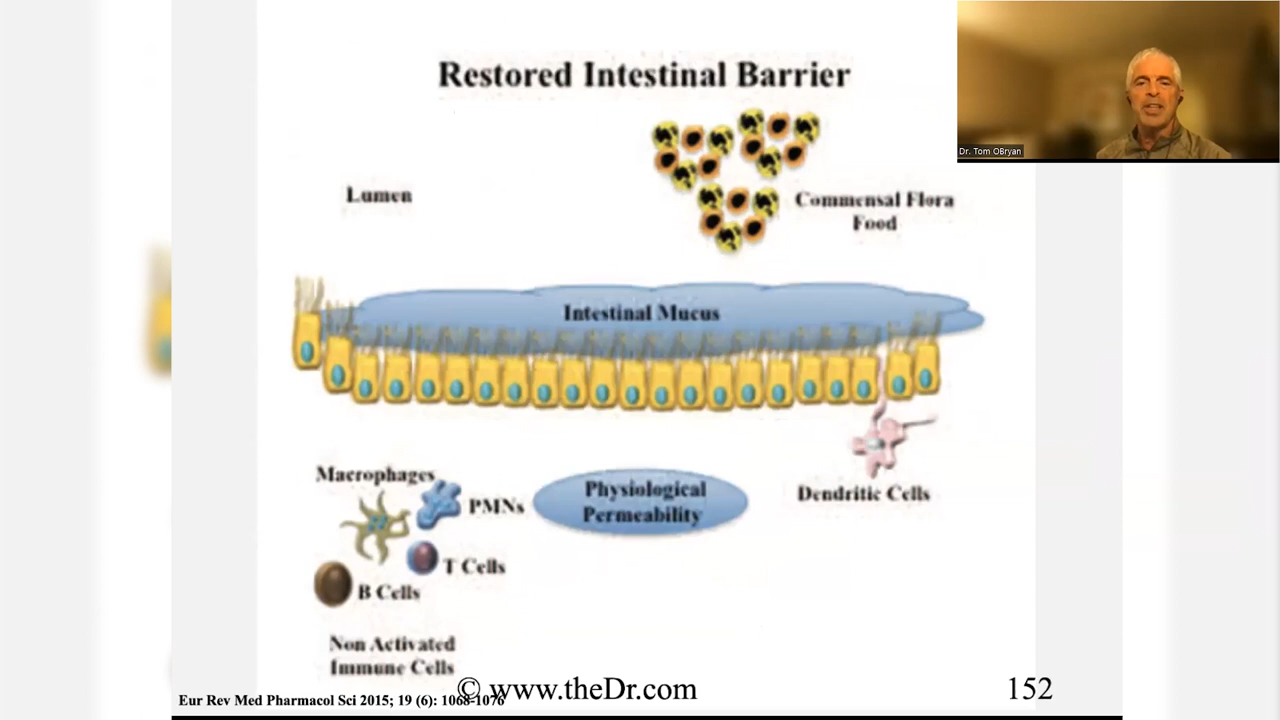 Restored Intestinal Barrier
Dr. Tom OBryan
Lumen
Commensal Flora
Food
Intestinal Mucus
Macrophages
PMNs
Physiological
Permeability
Dendritic Cells
T Cells
B Cells
Non Activated
Immune Cells
© www.theDr.com
152
Eur Rev Med Pharmacol Sci 2015; 19 (6): 1068-1076